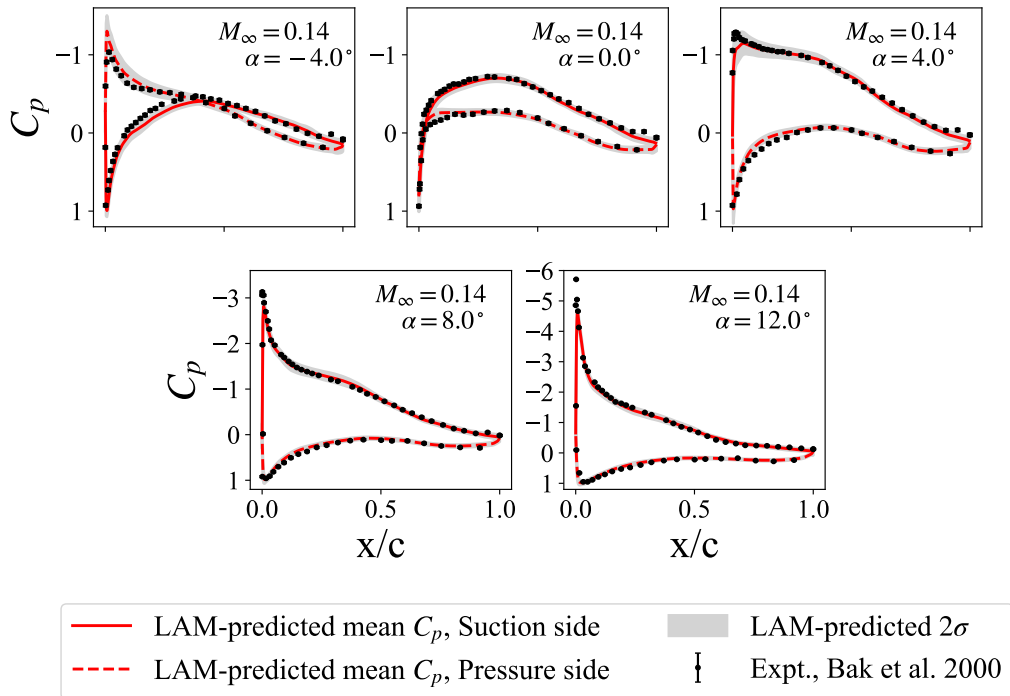 M∞ = 0.14
α = −4.0°
M∞ = 0.14
α = 0.0°
M∞ = 0.14
α = 4.0°
−1
0
1
−1
0
1
−1
0
1
C_p
M∞ = 0.14
α = 8.0°
M∞ = 0.14
α = 12.0°
−3
−2
−1
0
1
−6
−5
−4
−3
−2
−1
0
1
C_p
0.0 0.5 1.0
0.0 0.5 1.0
x/c
x/c
LAM-predicted mean C_p, Suction side
LAM-predicted mean C_p, Pressure side
LAM-predicted 2σ
Expt., Bak et al. 2000